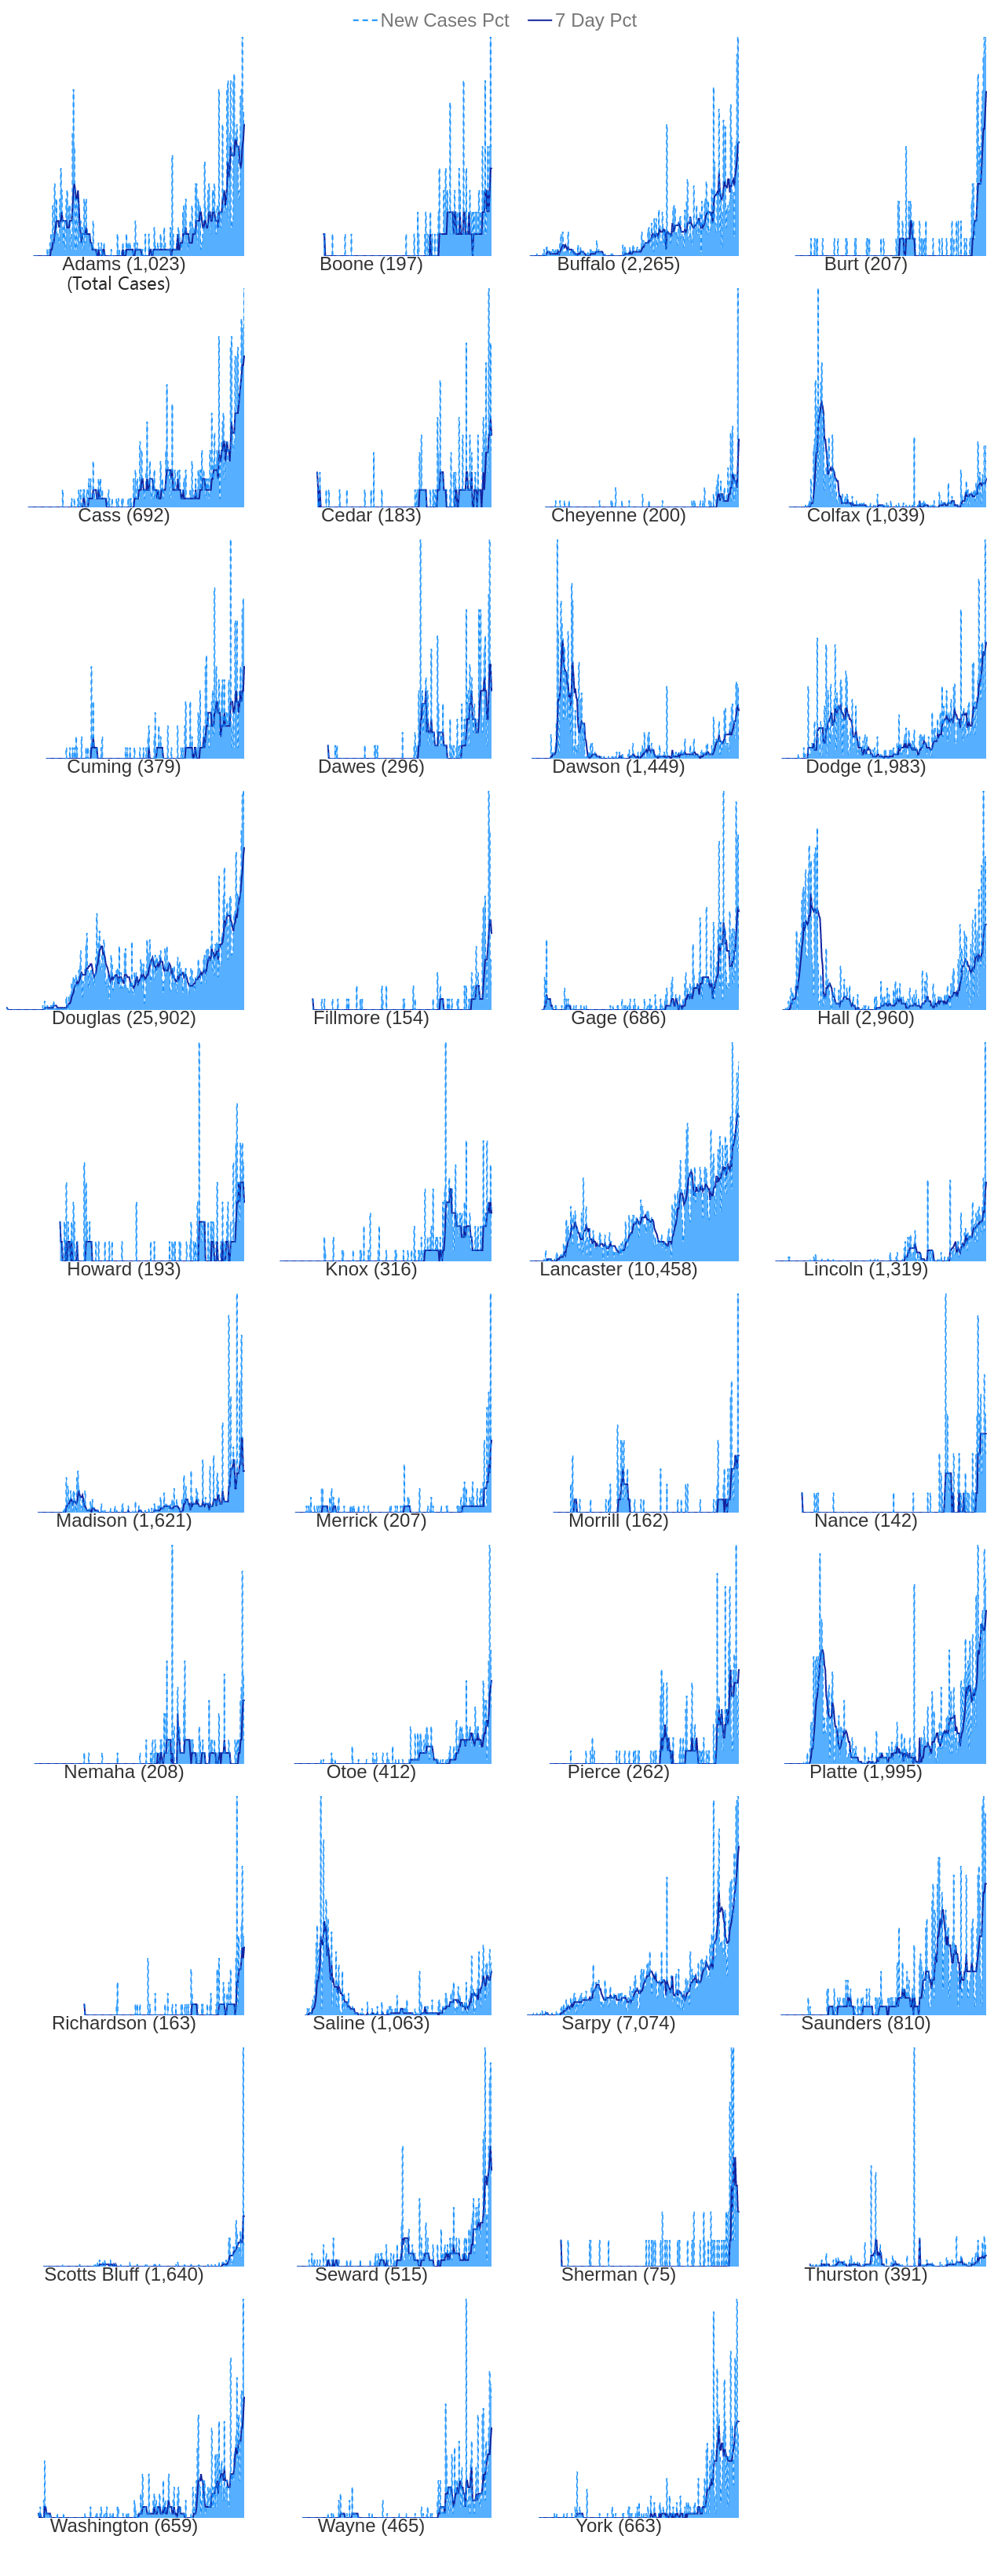 New Cases Pct 7 Day Pct
Adams (1,023) Boone (197) Buffalo (2,265) Burt (207)
(Total Cases)
Cass (692) Cedar (183) Cheyenne (200) Colfax (1,039)
Cuming (379) Dawes (296) Dawson (1,449) Dodge (1,983)
Douglas (25,902) Fillmore (154) Gage (686) Hall (2,960)
Howard (193) Knox (316) Lancaster (10,458) Lincoln (1,319)
Madison (1,621) Merrick (207) Morrill (162) Nance (142)
Nemaha (208) Otoe (412) Pierce (262) Platte (1,995)
Richardson (163) Saline (1,063) Sarpy (7,074) Saunders (810)
Scotts Bluff (1,640) Seward (515) Sherman (75) Thurston (391)
Washington (659) Wayne (465) York (663)